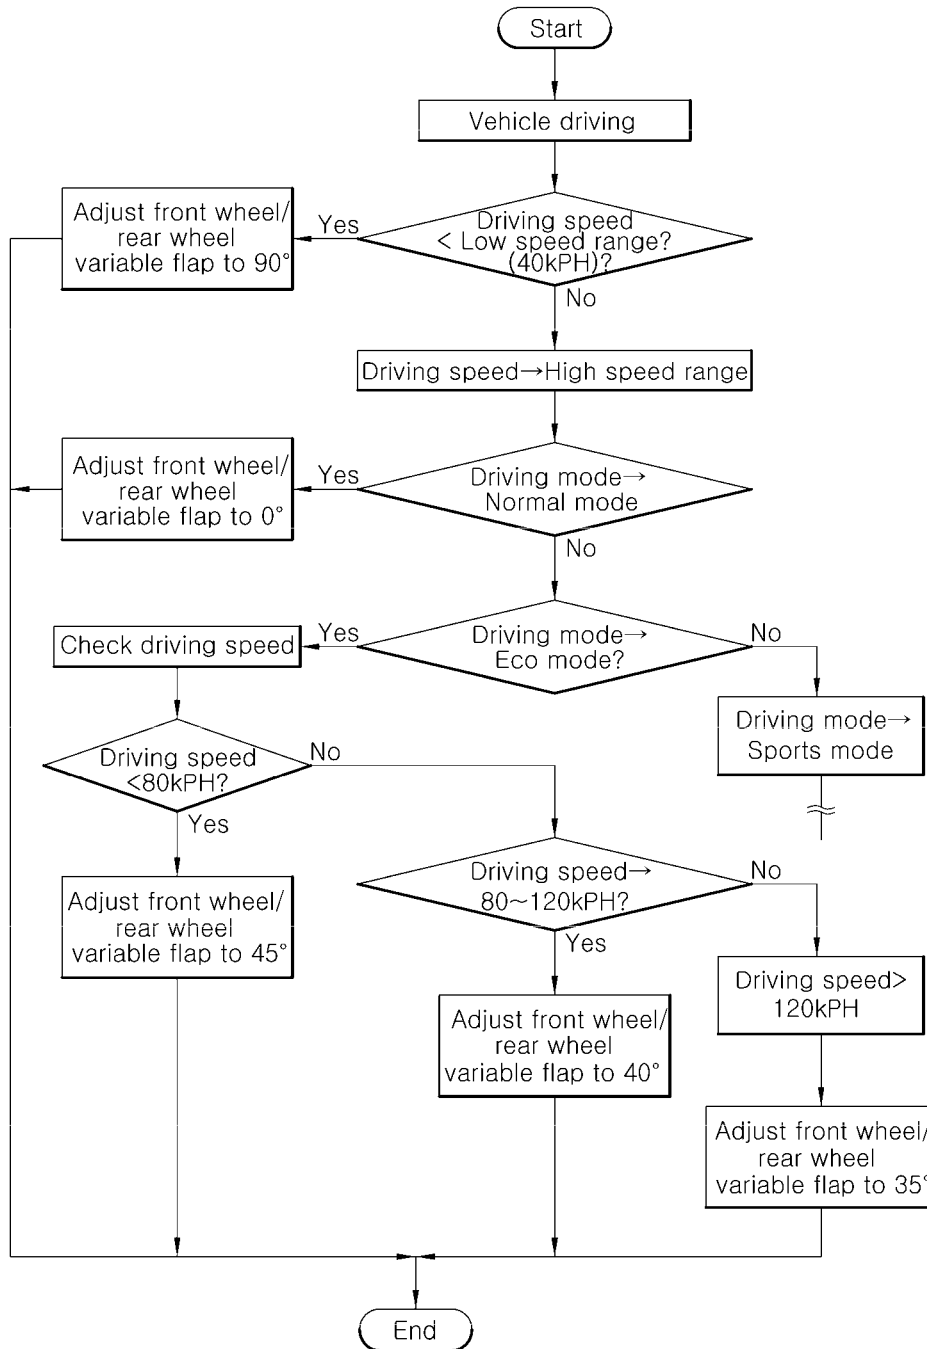 Start
Vehicle driving
Driving speed
< Low speed range?
(40kPH)?
Yes
No
Adjust front wheel/
rear wheel
variable flap to 90°
Driving speed→High speed range
Driving mode→
Normal mode
Yes
No
Adjust front wheel/
rear wheel
variable flap to 0°
Driving mode→
Eco mode?
Yes
No
Check driving speed
Driving mode→
Sports mode
Driving speed
<80kPH?
No
Yes
Driving speed→
80~120kPH?
No
Yes
Adjust front wheel/
rear wheel
variable flap to 45°
Driving speed>
120kPH
Adjust front wheel/
rear wheel
variable flap to 40°
Adjust front wheel/
rear wheel
variable flap to 35°
End